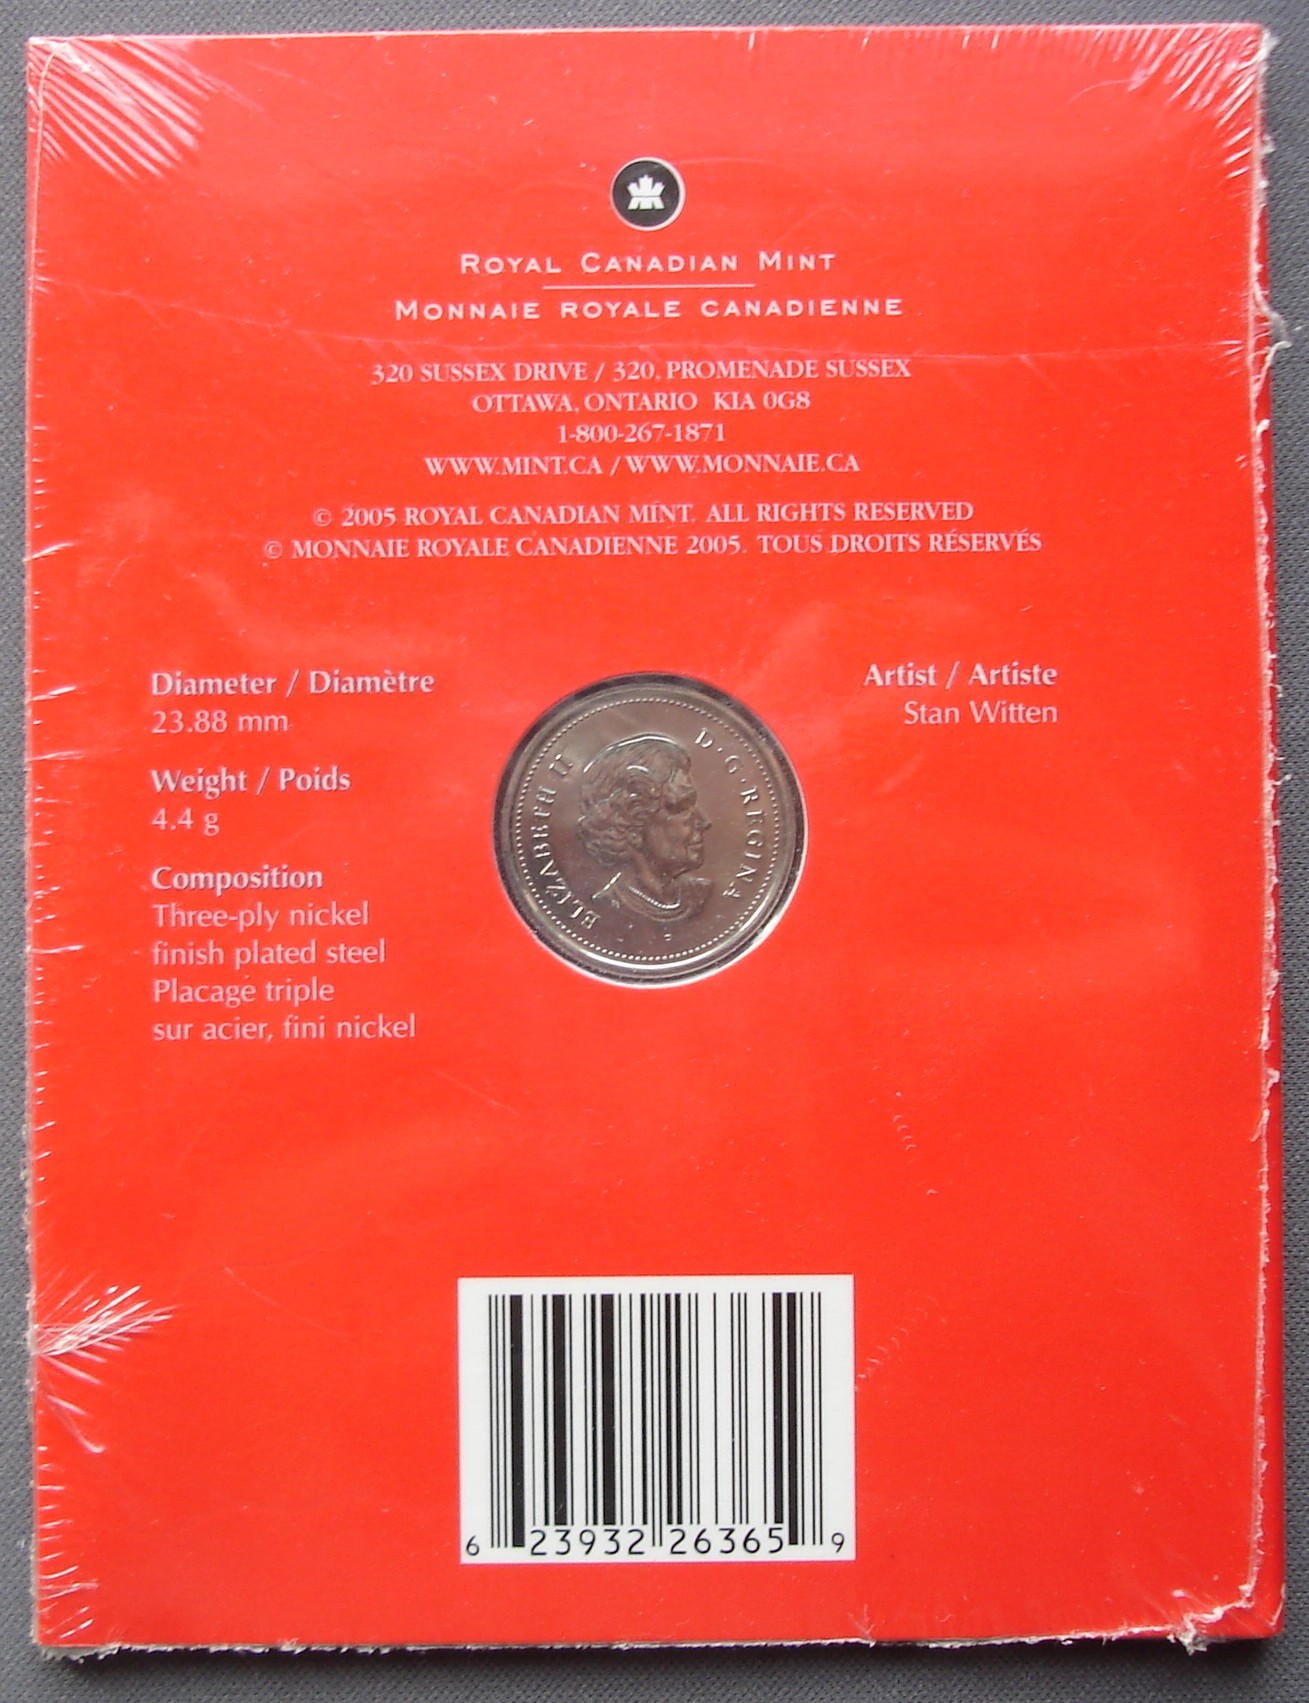 ROYAL CANADIAN MINT
MONNAIE ROYALE CANADIENNE
320 SUSSEX DRIVE / 320, PROMENADE SUSSEX
OTTAWA, ONTARIO KIA 0G8
1-800-267-1871
WWW.MINT.CA / WWW.MONNAIE.CA
© 2005 ROYAL CANADIAN MINT. ALL RIGHTS RESERVED
© MONNAIE ROYALE CANADIENNE 2005. TOUS DROITS RÉSERVÉS
Diameter / Diamètre
23.88 mm
Weight / Poids
4.4 g
Composition
Three-ply nickel
finish plated steel
Placage triple
sur acier, fini nickel
ELIZABETH II D·G·REGINA
Artist / Artiste
Stan Witten
6 23932 26365 9